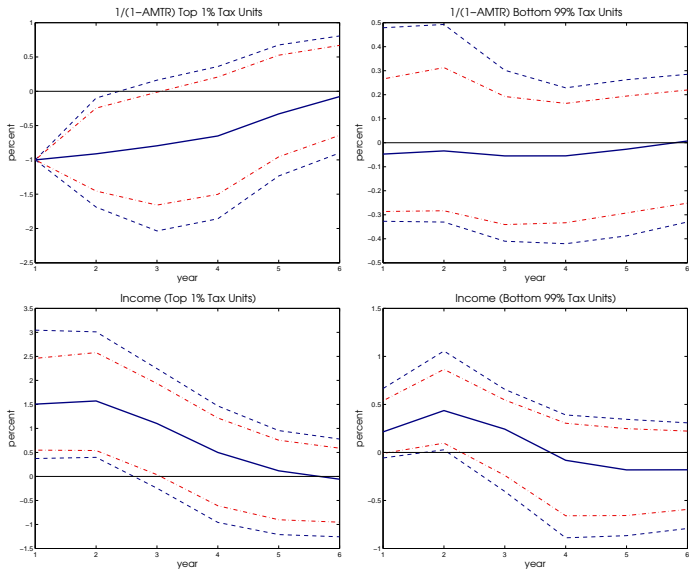 1/(1−AMTR) Top 1% Tax Units
1
0.5
0
−0.5
−1
−1.5
−2
−2.5
percent
1 2 3 4 5 6
year
1/(1−AMTR) Bottom 99% Tax Units
0.5
0.4
0.3
0.2
0.1
0
−0.1
−0.2
−0.3
−0.4
−0.5
percent
1 2 3 4 5 6
year
Income (Top 1% Tax Units)
3.5
3
2.5
2
1.5
1
0.5
0
−0.5
−1
−1.5
percent
1 2 3 4 5 6
year
Income (Bottom 99% Tax Units)
1.5
1
0.5
0
−0.5
−1
percent
1 2 3 4 5 6
year